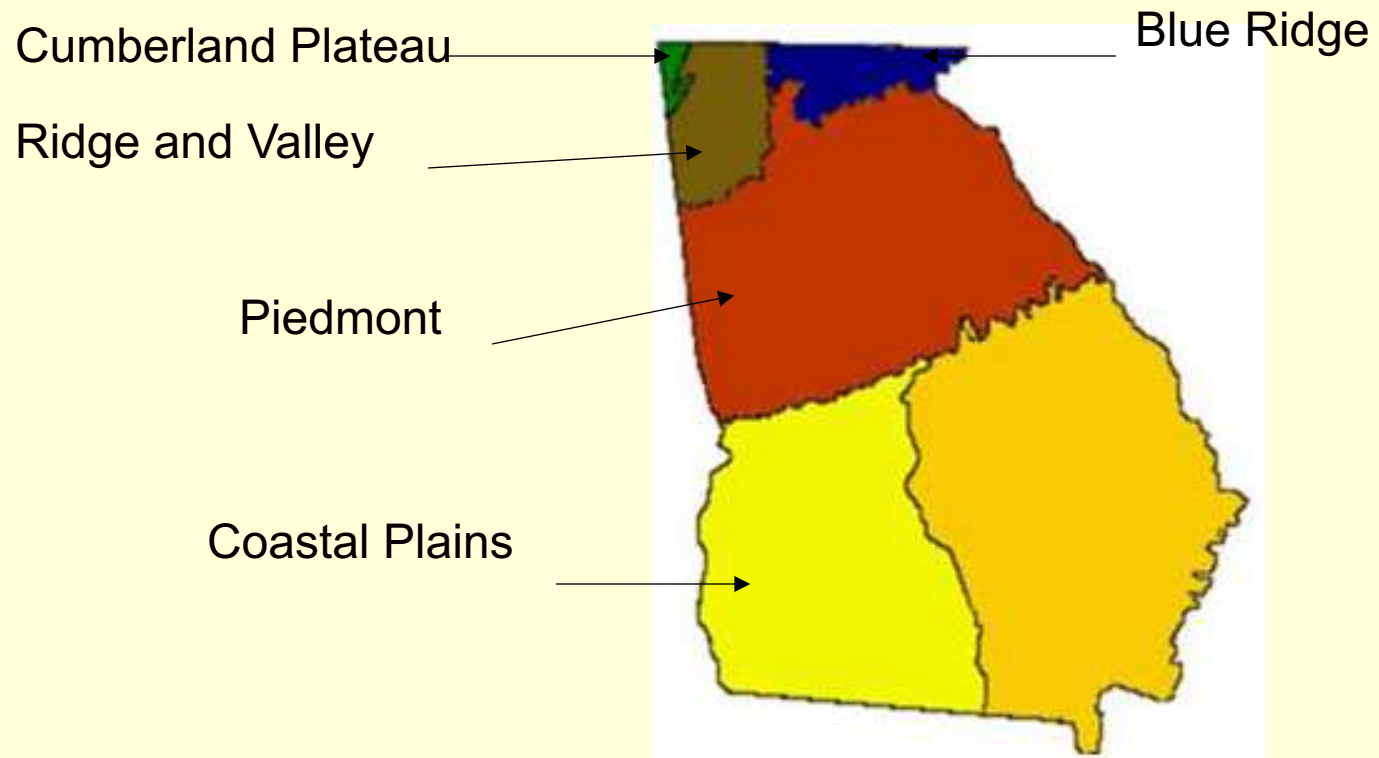 Cumberland Plateau
Blue Ridge
Ridge and Valley
Piedmont
Coastal Plains